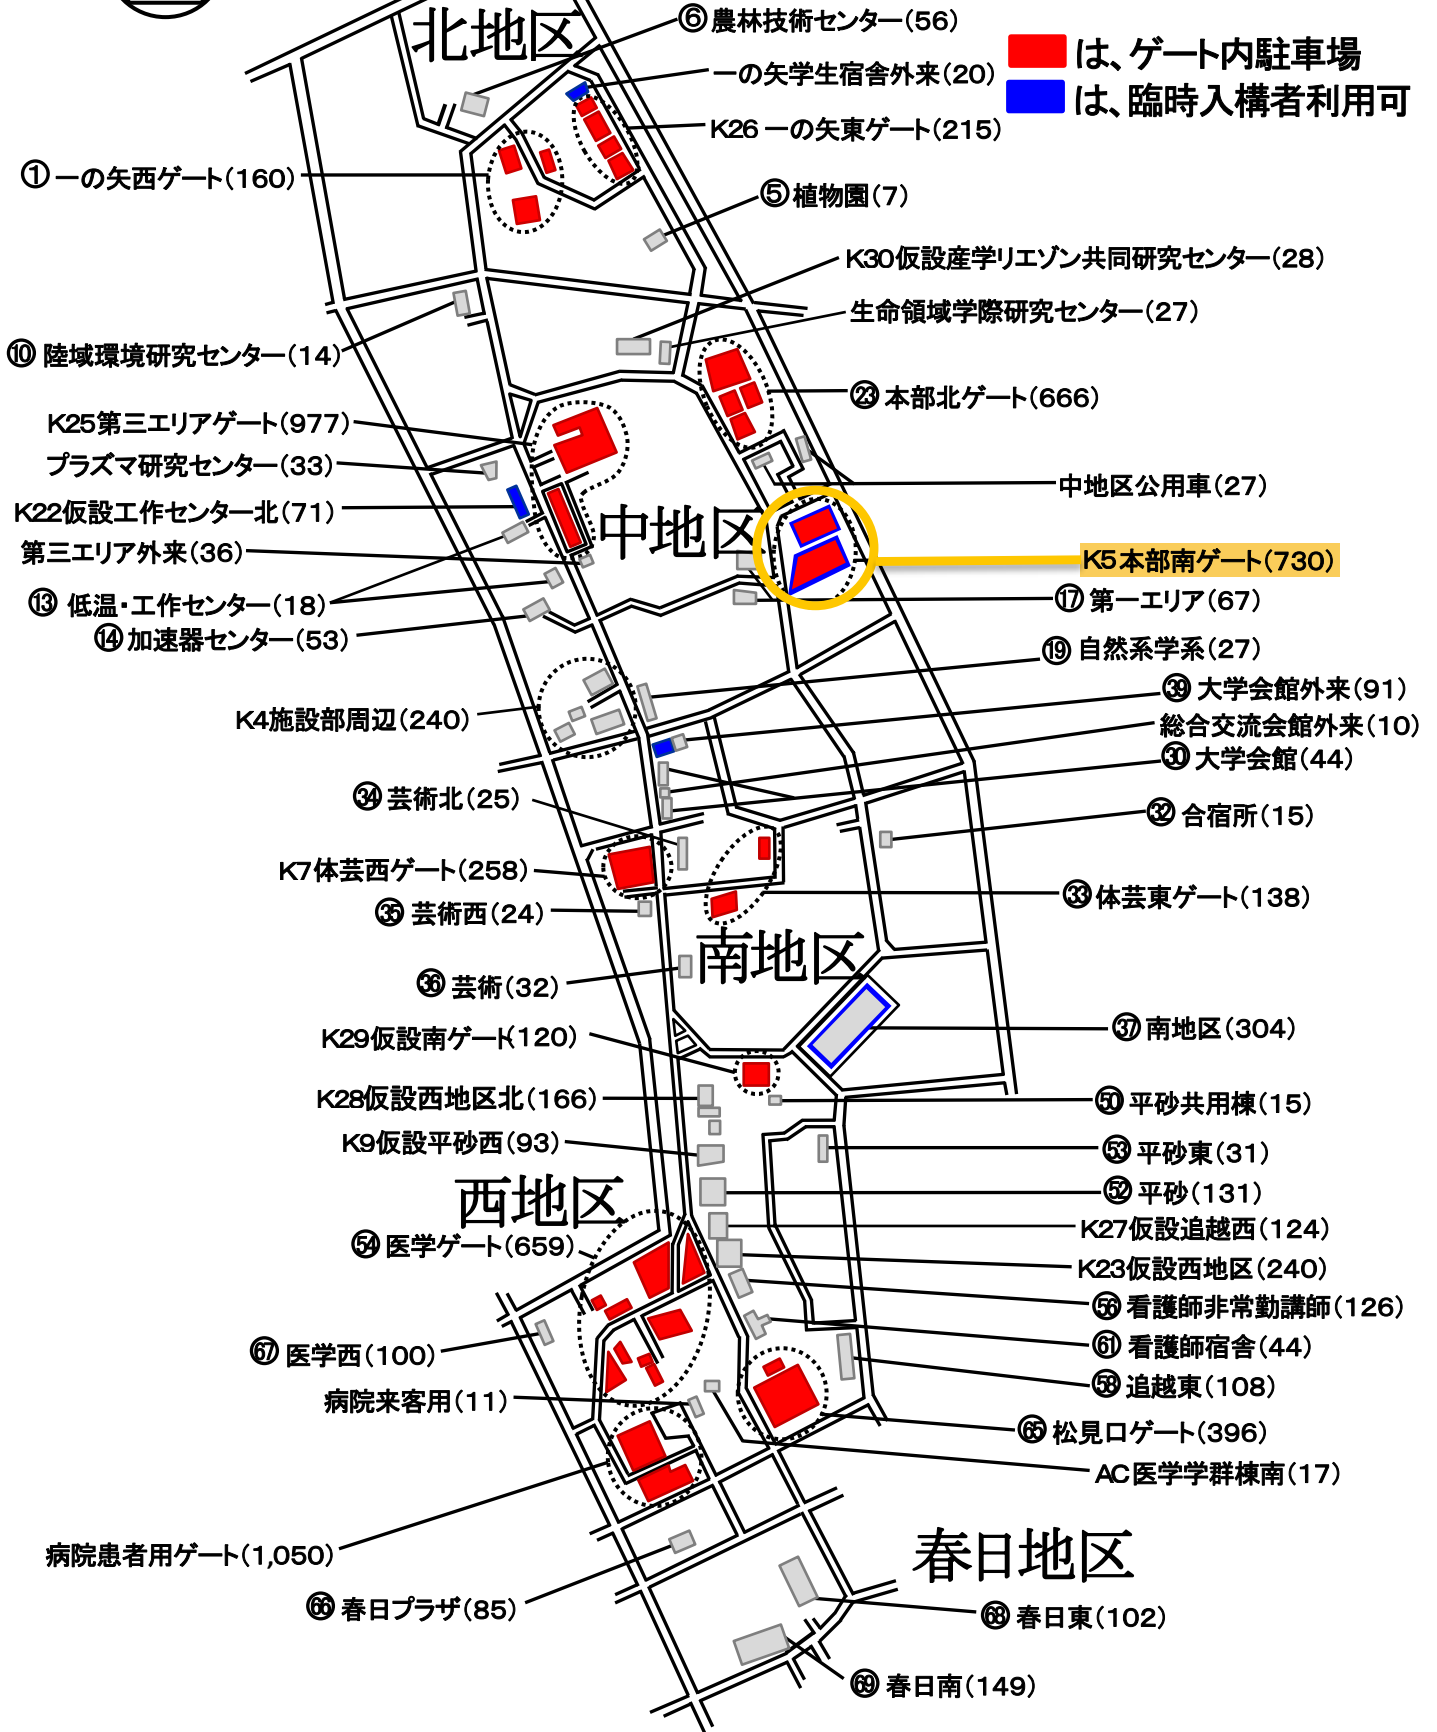 北地区
⑥農林技術センター(56)
一の矢学生宿舎外来(20)
は、ゲート内駐車場
は、臨時入構者利用可
K26 一の矢東ゲート(215)
①一の矢西ゲート(160)
⑤植物園(7)
K30仮設産学リエゾン共同研究センター(28)
生命領域学際研究センター(27)
⑩陸域環境研究センター(14)
㉓本部北ゲート(666)
K25第三エリアゲート(977)
プラズマ研究センター(33)
中地区公用車(27)
K22仮設工作センター北(71)
中地区
第三エリア外来(36)
K5本部南ゲート(730)
⑬低温・工作センター(18)
⑰第一エリア(67)
⑭加速器センター(53)
⑲自然系学系(27)
㊴大学会館外来(91)
K4施設部周辺(240)
総合交流会館外来(10)
㉚大学会館(44)
㉞芸術北(25)
㉜合宿所(15)
K7体芸西ゲート(258)
㉝体芸東ゲート(138)
㉟芸術西(24)
南地区
㊱芸術(32)
㊲南地区(304)
K29仮設南ゲート(120)
K28仮設西地区北(166)
㊿平砂共用棟(15)
K9仮設平砂西(93)
53平砂東(31)
52平砂(131)
西地区
K27仮設追越西(124)
54医学ゲート(659)
K23仮設西地区(240)
56看護師非常勤講師(126)
61看護師宿舎(44)
67医学西(100)
58追越東(108)
病院来客用(11)
65松見口ゲート(396)
AC医学学群棟南(17)
病院患者用ゲート(1,050)
春日地区
66春日プラザ(85)
68春日東(102)
69春日南(149)